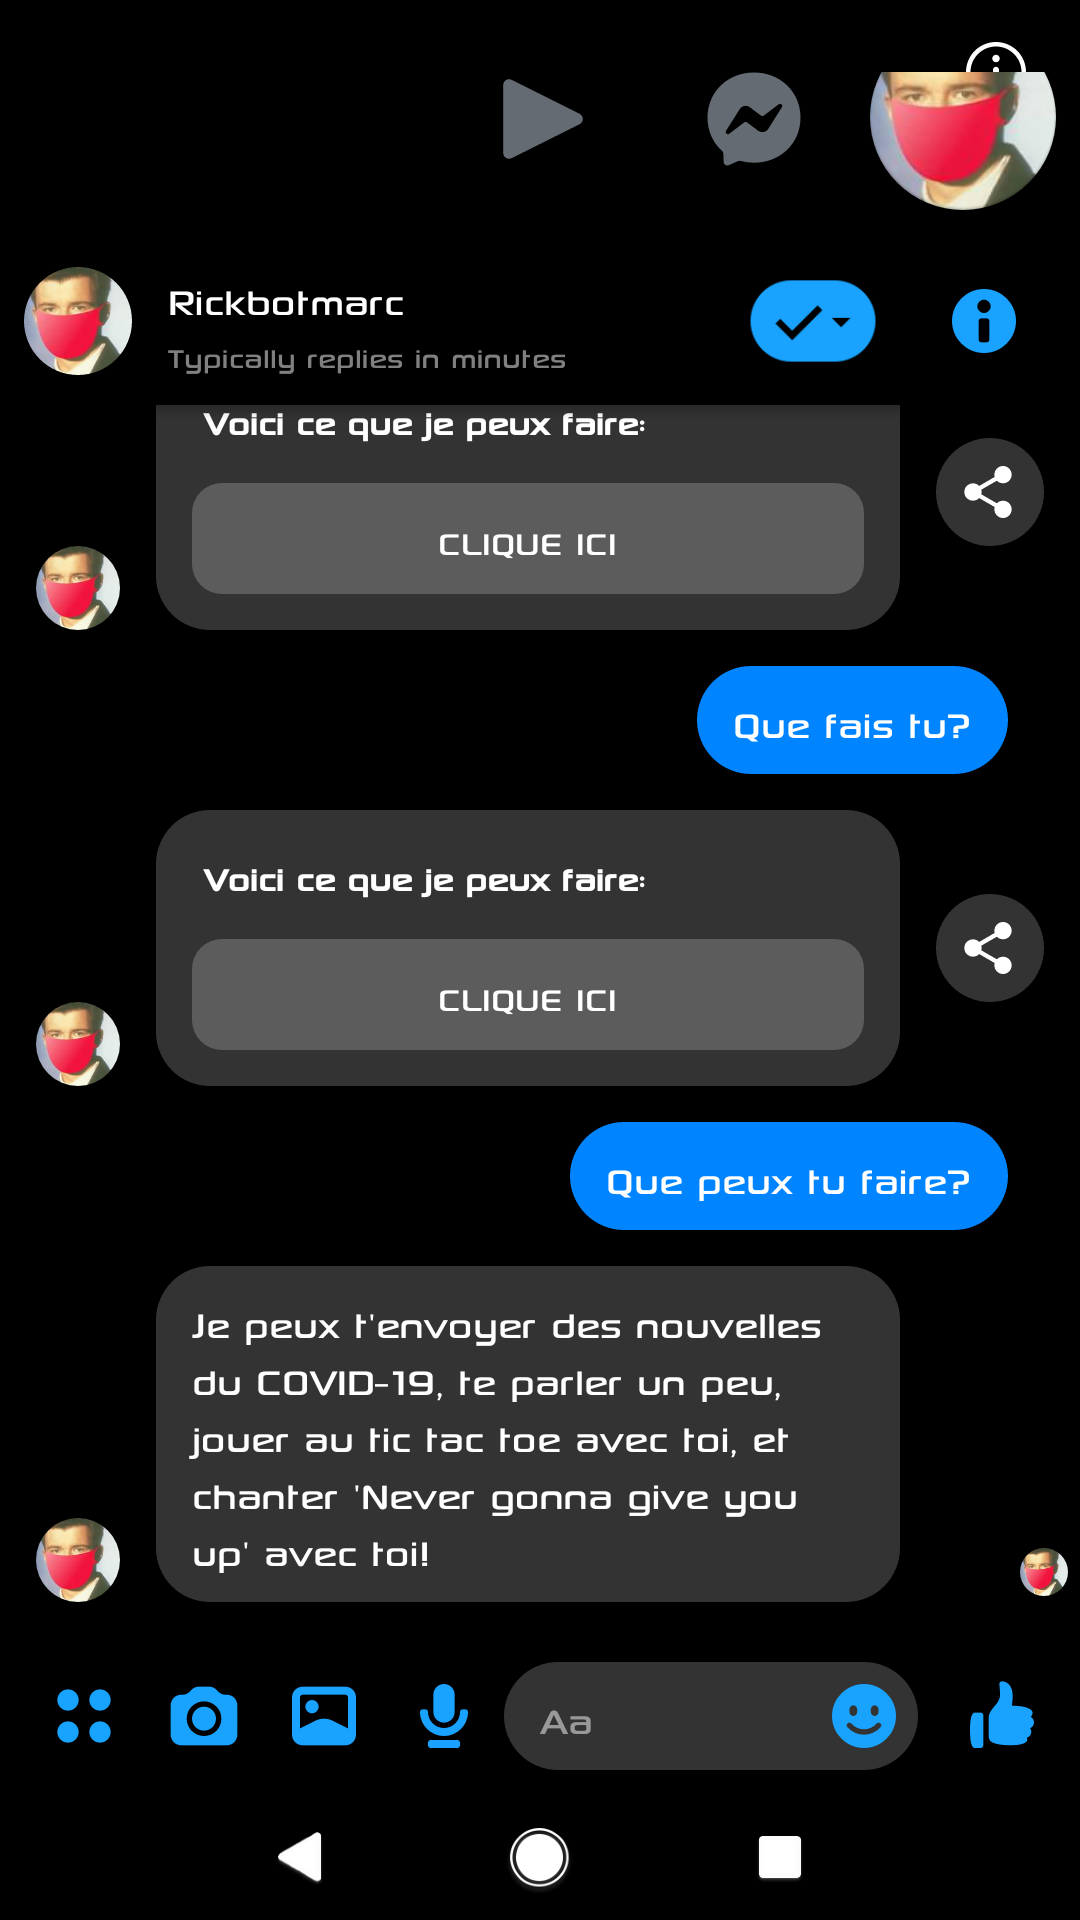 Rickbotmarc
Typically replies in minutes
Voici ce que je peux faire:
CLIQUE ICI
Que fais tu?
Voici ce que je peux faire:
CLIQUE ICI
Que peux tu faire?
Je peux t'envoyer des nouvelles
du COVID-19, te parler un peu,
jouer au tic tac toe avec toi, et
chanter 'Never gonna give you
up' avec toi!
Aa